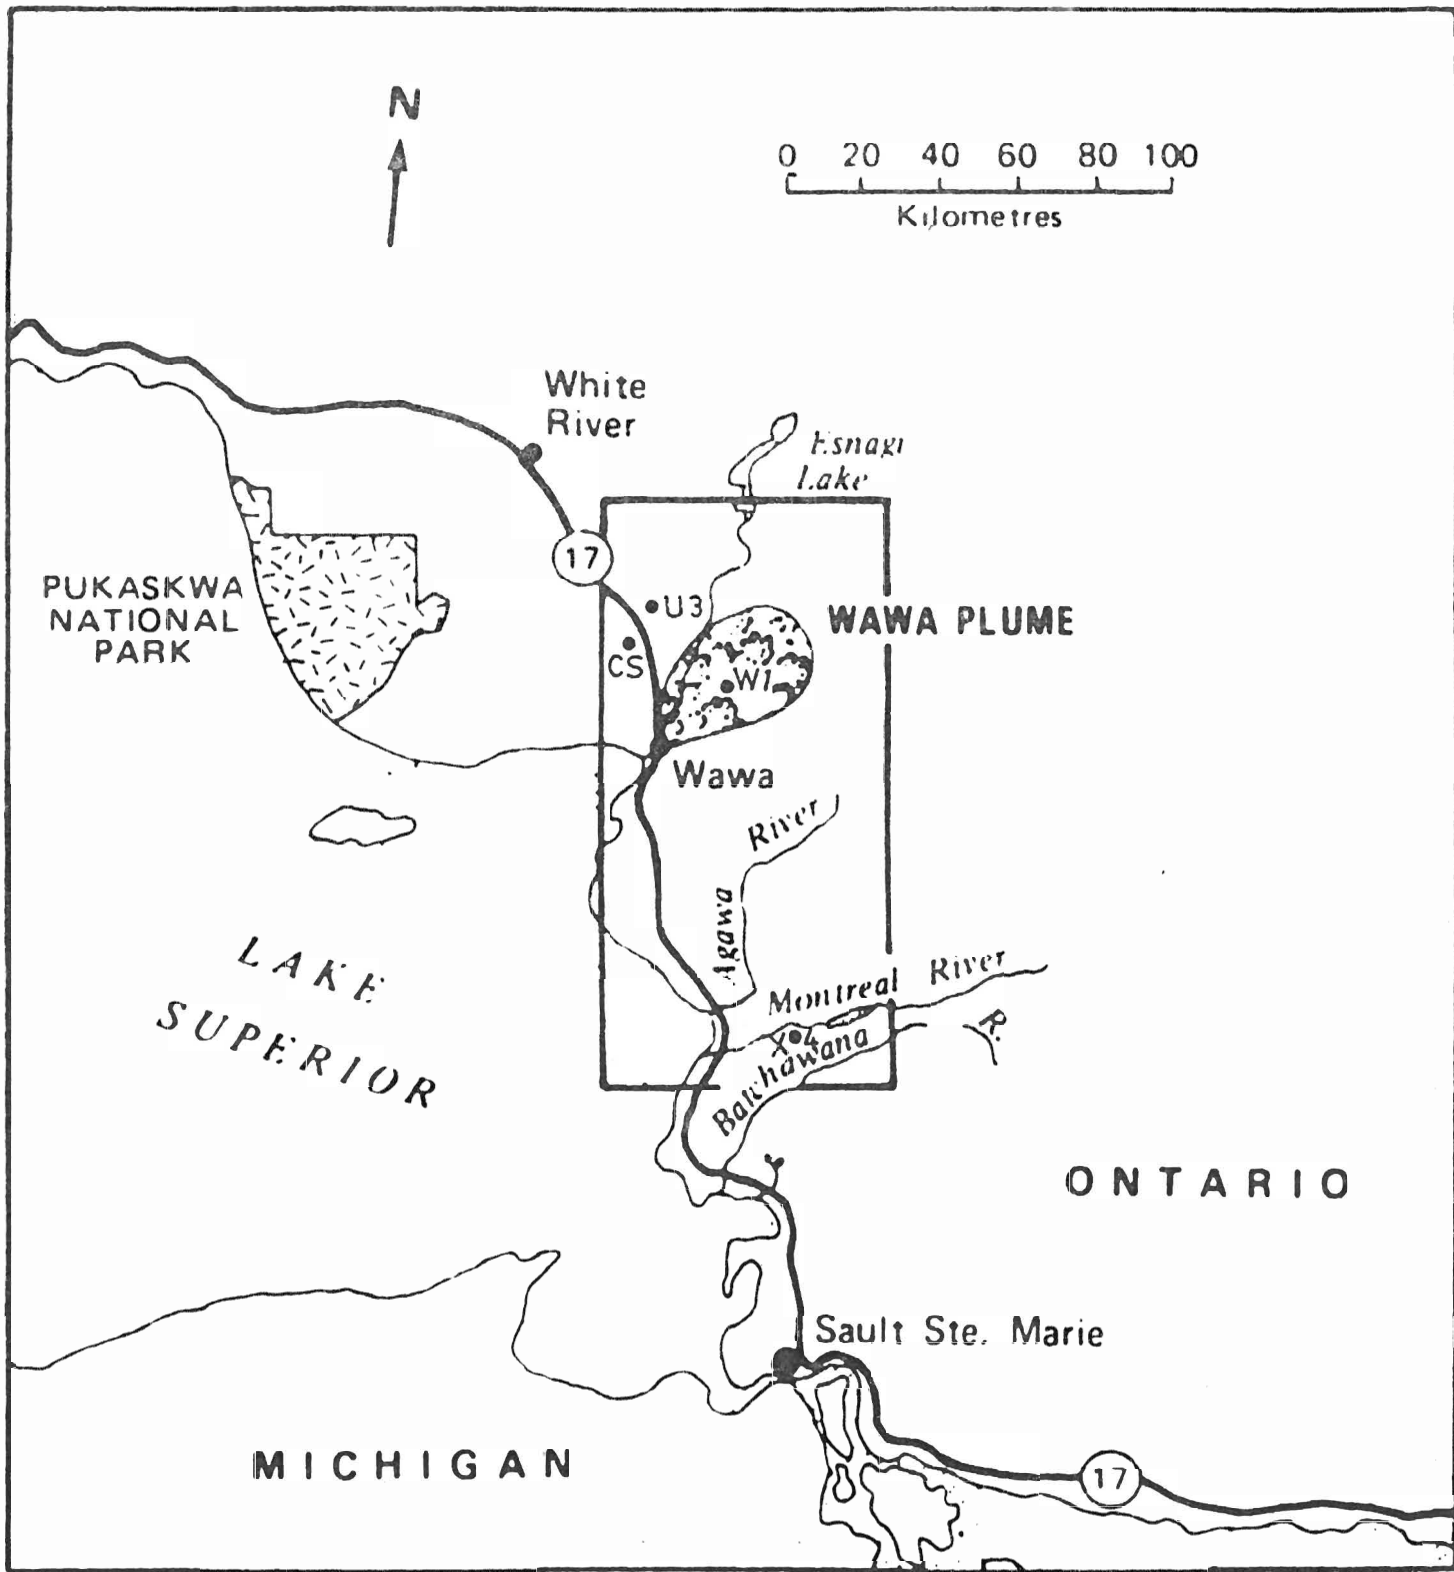 N
0 20 40 60 80 100
Kilometres
White
River
Esnagi
Lake
17
U3
PUKASKWA
NATIONAL
PARK
WAWA PLUME
CS
W1
Wawa
River
Agawa
LAKE
SUPERIOR
Montreal River
X4
Batchawana R.
ONTARIO
Sault Ste. Marie
MICHIGAN
17